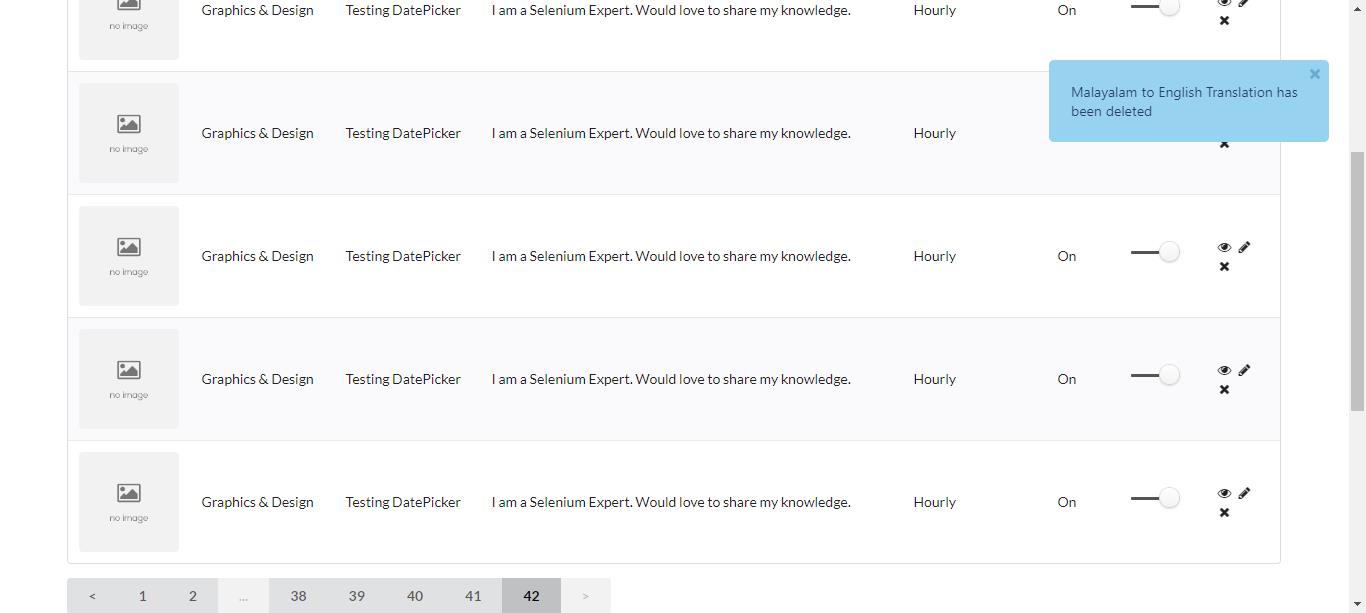 no image Graphics & Design Testing DatePicker I am a Selenium Expert. Would love to share my knowledge. Hourly On
Malayalam to English Translation has
been deleted
no image Graphics & Design Testing DatePicker I am a Selenium Expert. Would love to share my knowledge. Hourly
no image Graphics & Design Testing DatePicker I am a Selenium Expert. Would love to share my knowledge. Hourly On
no image Graphics & Design Testing DatePicker I am a Selenium Expert. Would love to share my knowledge. Hourly On
no image Graphics & Design Testing DatePicker I am a Selenium Expert. Would love to share my knowledge. Hourly On
< 1 2 ... 38 39 40 41 42 >